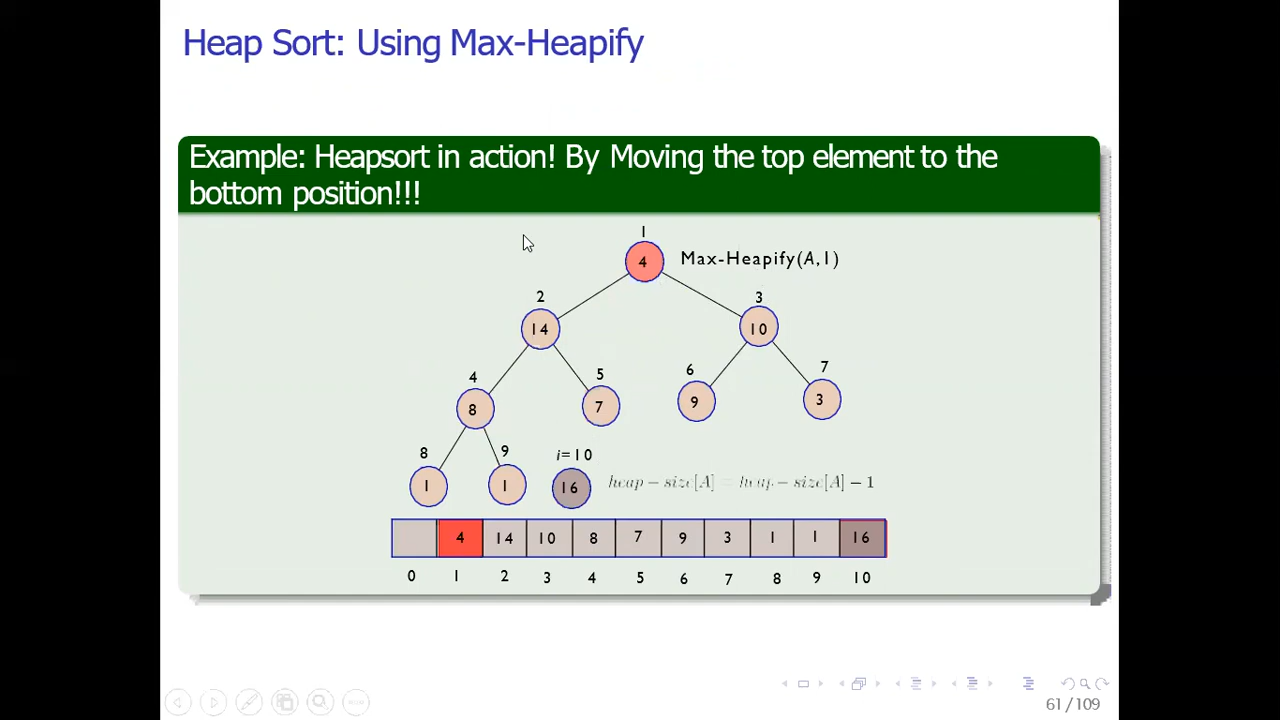 Heap Sort: Using Max-Heapify
Example: Heapsort in action! By Moving the top element to the
bottom position!!!
1
4 Max-Heapify(A,1)
2 3
14 10
4 5 6 7
8 7 9 3
8 9 i=10
1 1 16 heap − size[A] = heap − size[A] − 1
4 14 10 8 7 9 3 1 1 16
0 1 2 3 4 5 6 7 8 9 10
61 / 109